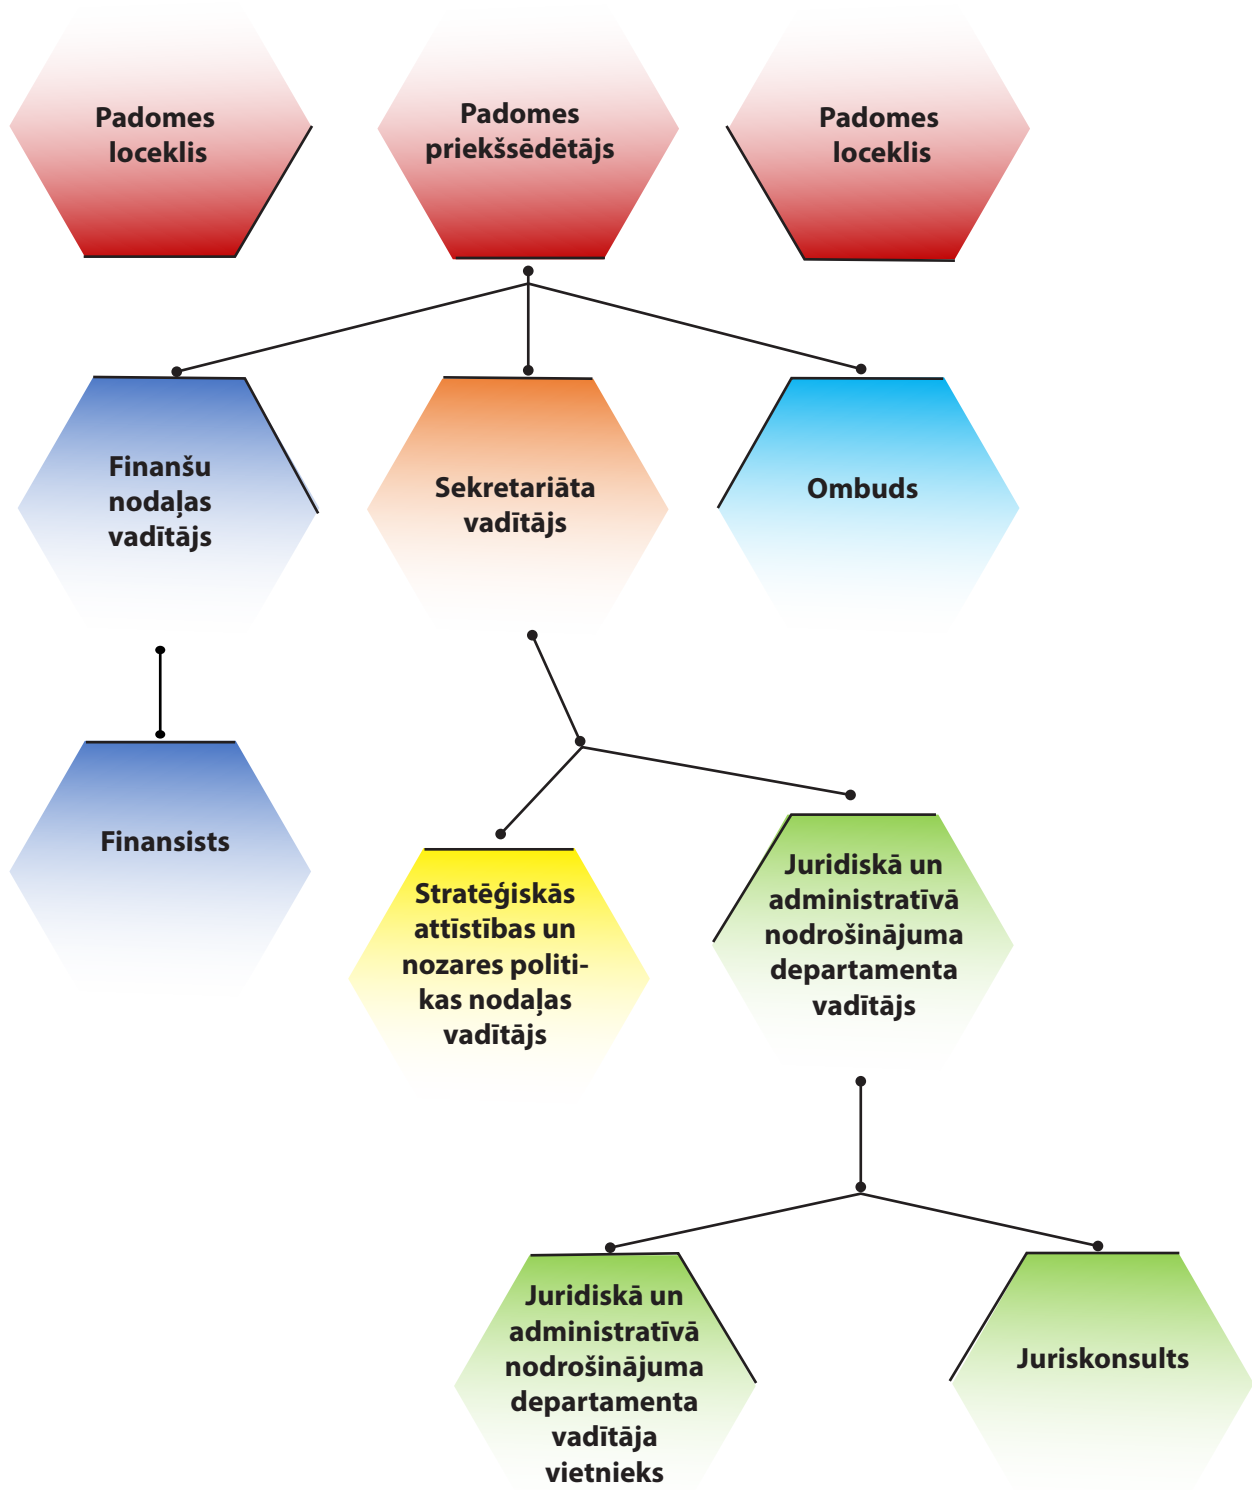 Padomes
loceklis
Padomes
priekšsēdētājs
Padomes
loceklis
Finanšu
nodaļas
vadītājs
Sekretariāta
vadītājs
Ombuds
Finansists
Stratēģiskās
attīstības un
nozares politi-
kas nodaļas
vadītājs
Juridiskā un
administratīvā
nodrošinājuma
departamenta
vadītājs
Juridiskā un
administratīvā
nodrošinājuma
departamenta
vadītāja
vietnieks
Juriskonsults